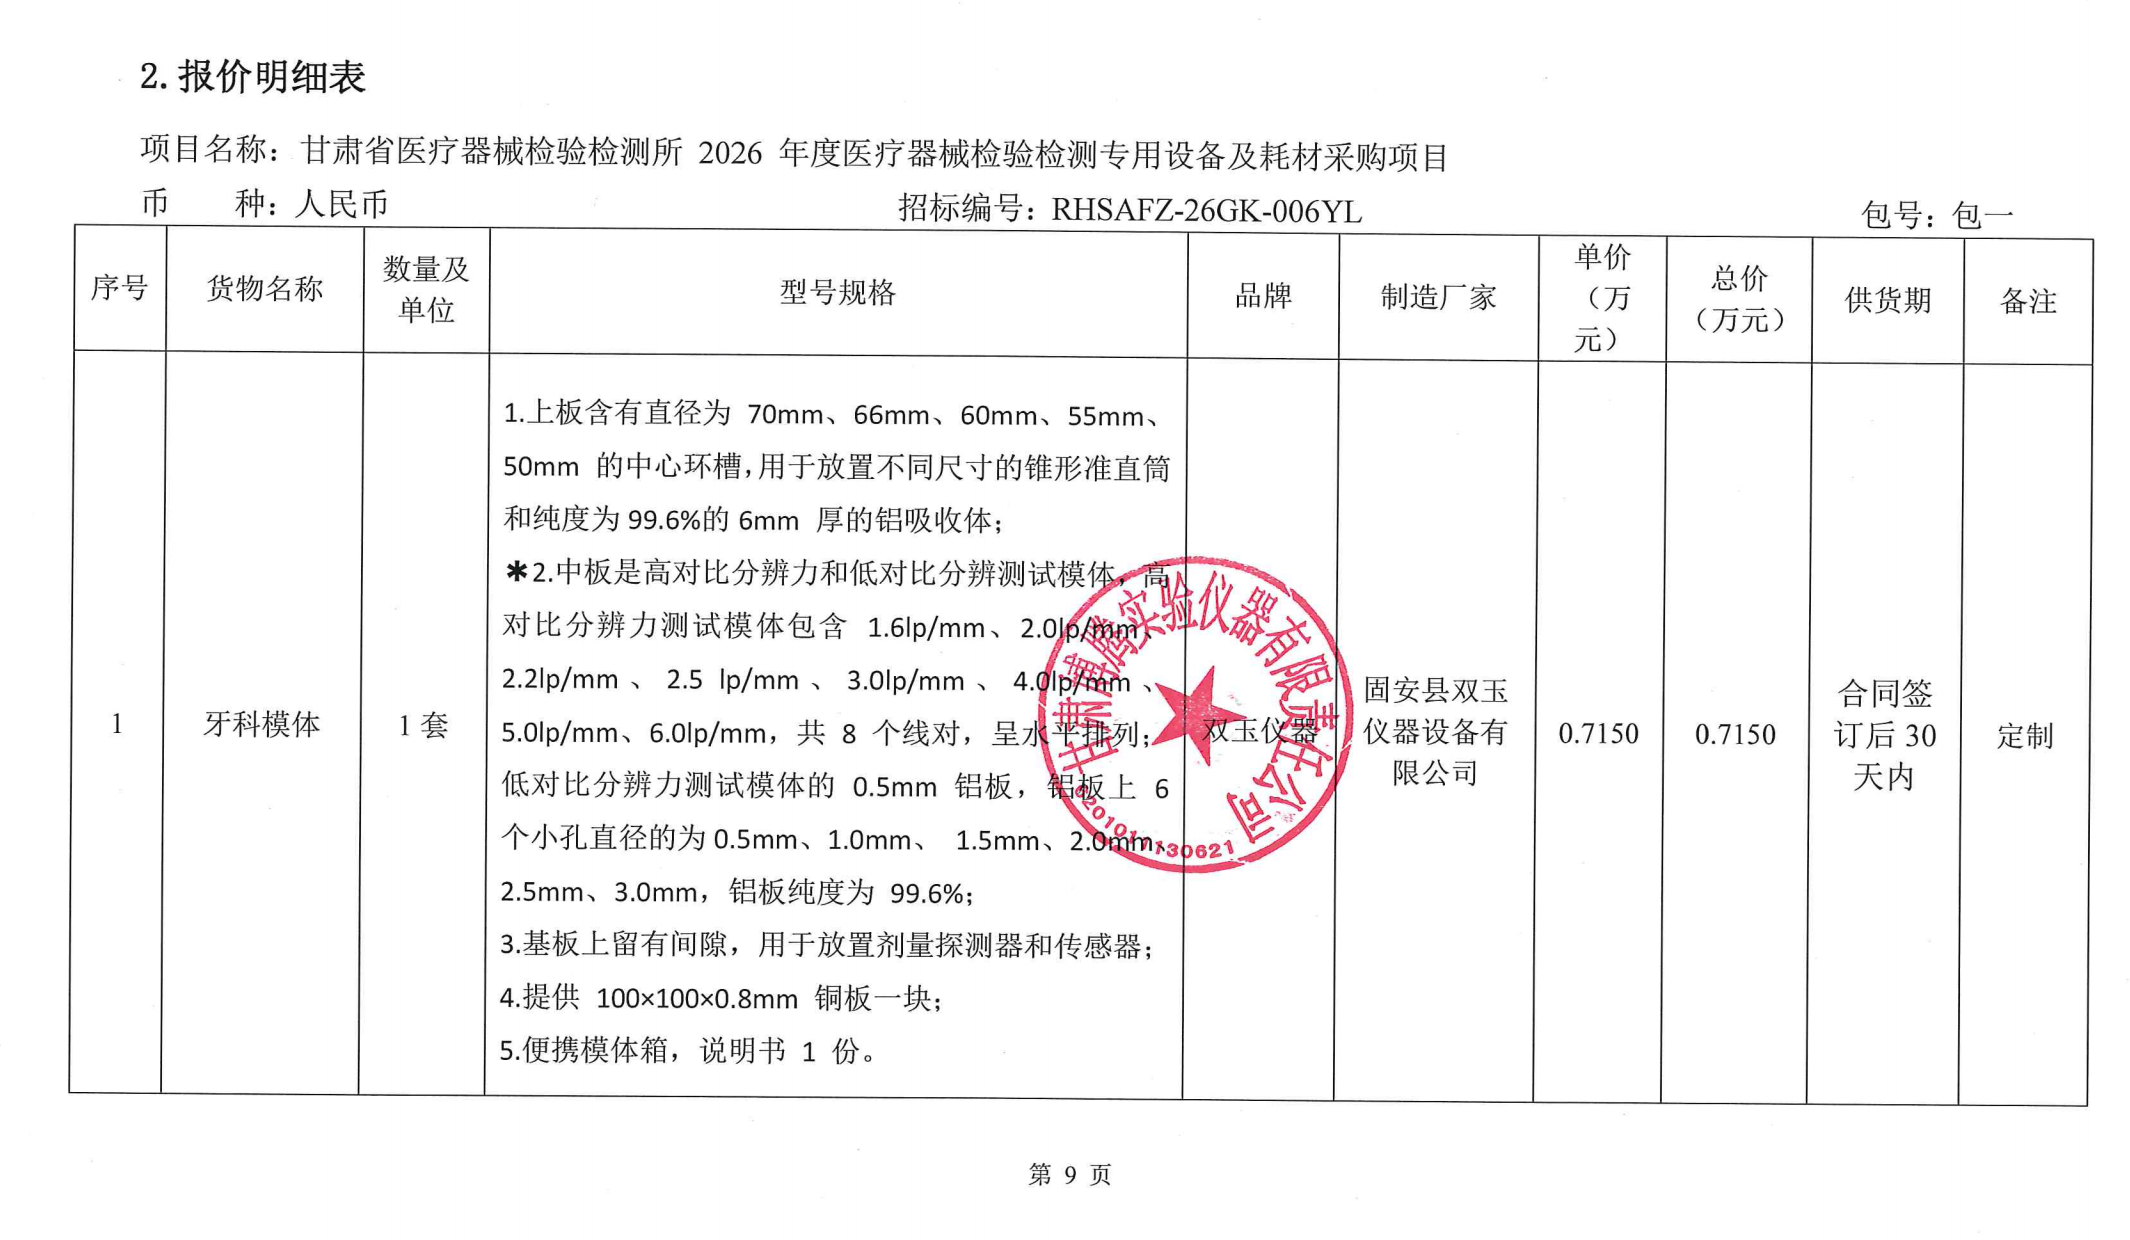 2. 报价明细表
项目名称：甘肃省医疗器械检验检测所 2026 年度医疗器械检验检测专用设备及耗材采购项目
币 种：人民币 招标编号：RHSAFZ-26GK-006YL 包号：包一
序号 货物名称 数量及单位 型号规格 品牌 制造厂家 单价（万元） 总价（万元） 供货期 备注
1 牙科模体 1 套
1.上板含有直径为 70mm、66mm、60mm、55mm、
50mm 的中心环槽，用于放置不同尺寸的锥形准直筒
和纯度为 99.6%的 6mm 厚的铝吸收体；
✱2.中板是高对比分辨力和低对比分辨测试模体，高
对比分辨力测试模体包含 1.6lp/mm、2.0lp/mm、
2.2lp/mm 、 2.5 lp/mm 、 3.0lp/mm 、 4.0lp/mm 、
5.0lp/mm、6.0lp/mm，共 8 个线对，呈水平排列；
低对比分辨力测试模体的 0.5mm 铝板，铝板上 6
个小孔直径的为 0.5mm、1.0mm、 1.5mm、2.0mm、
2.5mm、3.0mm，铝板纯度为 99.6%；
3.基板上留有间隙，用于放置剂量探测器和传感器；
4.提供 100×100×0.8mm 铜板一块；
5.便携模体箱，说明书 1 份。
双玉仪器
固安县双玉
仪器设备有
限公司
0.7150
0.7150
合同签
订后 30
天内
定制
实验仪器有限责任公司
6201011130621
第 9 页